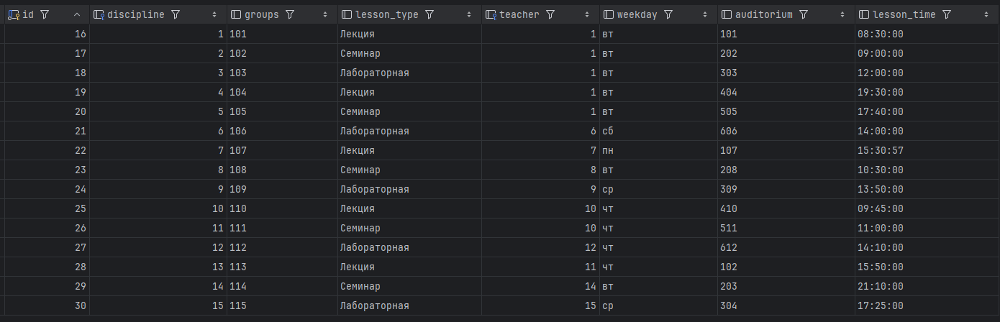 id discipline groups lesson_type teacher weekday auditorium lesson_time
16 1 101 Лекция 1 вт 101 08:30:00
17 2 102 Семинар 1 вт 202 09:00:00
18 3 103 Лабораторная 1 вт 303 12:00:00
19 4 104 Лекция 1 вт 404 19:30:00
20 5 105 Семинар 1 вт 505 17:40:00
21 6 106 Лабораторная 6 сб 606 14:00:00
22 7 107 Лекция 7 пн 107 15:30:57
23 8 108 Семинар 8 вт 208 10:30:00
24 9 109 Лабораторная 9 ср 309 13:50:00
25 10 110 Лекция 10 чт 410 09:45:00
26 11 111 Семинар 10 чт 511 11:00:00
27 12 112 Лабораторная 12 чт 612 14:10:00
28 13 113 Лекция 11 чт 102 15:50:00
29 14 114 Семинар 14 вт 203 21:10:00
30 15 115 Лабораторная 15 ср 304 17:25:00